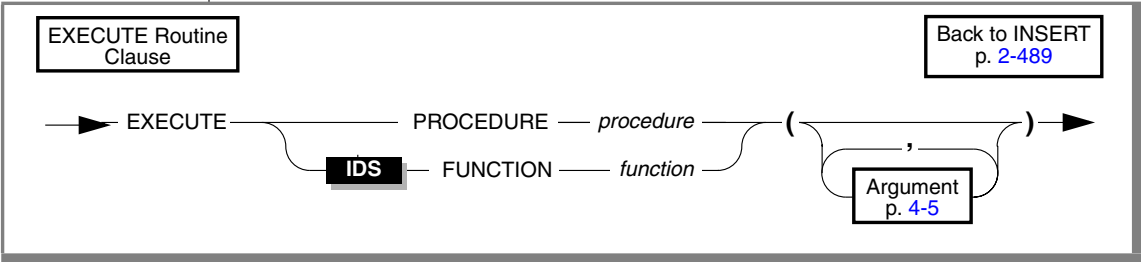 EXECUTE Routine
Clause
Back to INSERT
p. 2-489
EXECUTE PROCEDURE procedure ( )
,
IDS FUNCTION function
Argument
p. 4-5